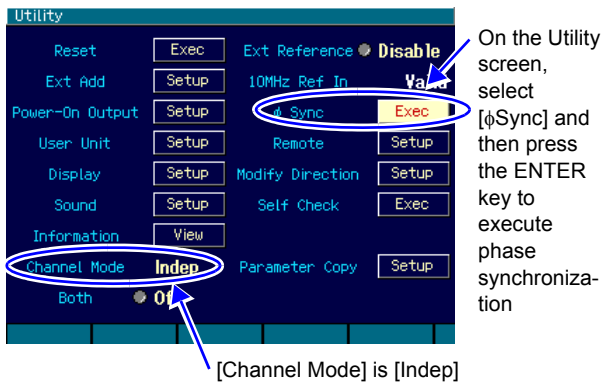 Utility
Reset Exec Ext Reference Disable
Ext Add Setup 10MHz Ref In
Power-On Output Setup ϕ Sync Exec
User Unit Setup Remote Setup
Display Setup Modify Direction Setup
Sound Setup Self Check Exec
Information View
Channel Mode Indep Parameter Copy Setup
Both
On the Utility
screen,
select
[ϕSync] and
then press
the ENTER
key to
execute
phase
synchroniza-
tion
[Channel Mode] is [Indep]